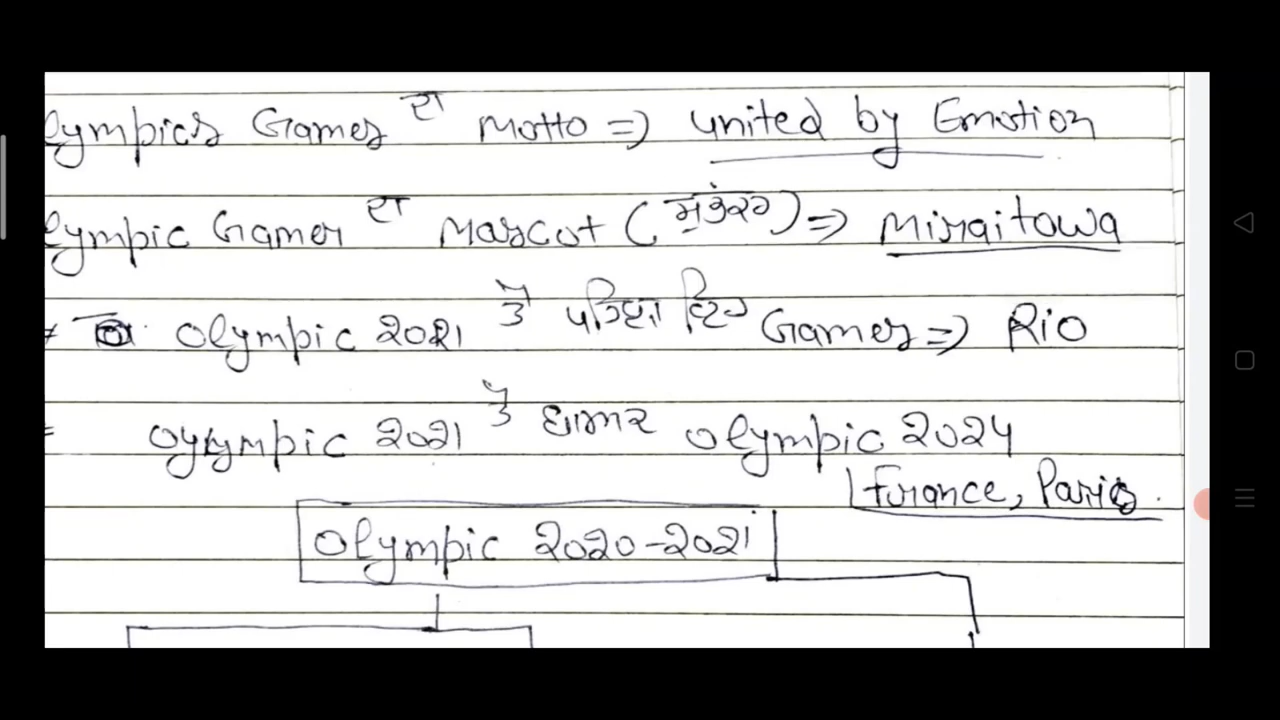 lympics Games ਦਾ Motto => united by Emotion
lympic Games ਦਾ Mascot ( ) => Miraitowa
Olympic 2021 ਤੋਂ ਪਹਿਲਾਂ Games => Rio
Olympic 2021 ਤੋਂ ਬਾਅਦ Olympic 2024
France, Paris.
Olympic 2020-2021